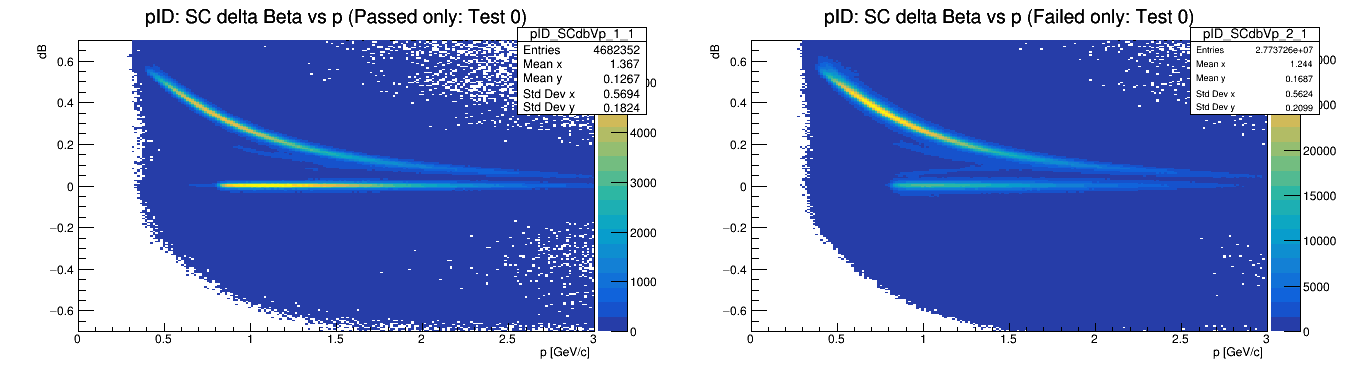 pID: SC delta Beta vs p (Passed only: Test 0)
dB
pID_SCdbVp_1_1
Entries 4682352
Mean x 1.367
Mean y 0.1267
Std Dev x 0.5694
Std Dev y 0.1824
0.6
0.4
0.2
0
−0.2
−0.4
−0.6
0 0.5 1 1.5 2 2.5 3
p [GeV/c]
4000
3000
2000
1000
0
pID: SC delta Beta vs p (Failed only: Test 0)
dB
pID_SCdbVp_2_1
Entries 2.773726e+07
Mean x 1.244
Mean y 0.1687
Std Dev x 0.5624
Std Dev y 0.2099
0.6
0.4
0.2
0
−0.2
−0.4
−0.6
0 0.5 1 1.5 2 2.5 3
p [GeV/c]
20000
15000
10000
5000
0